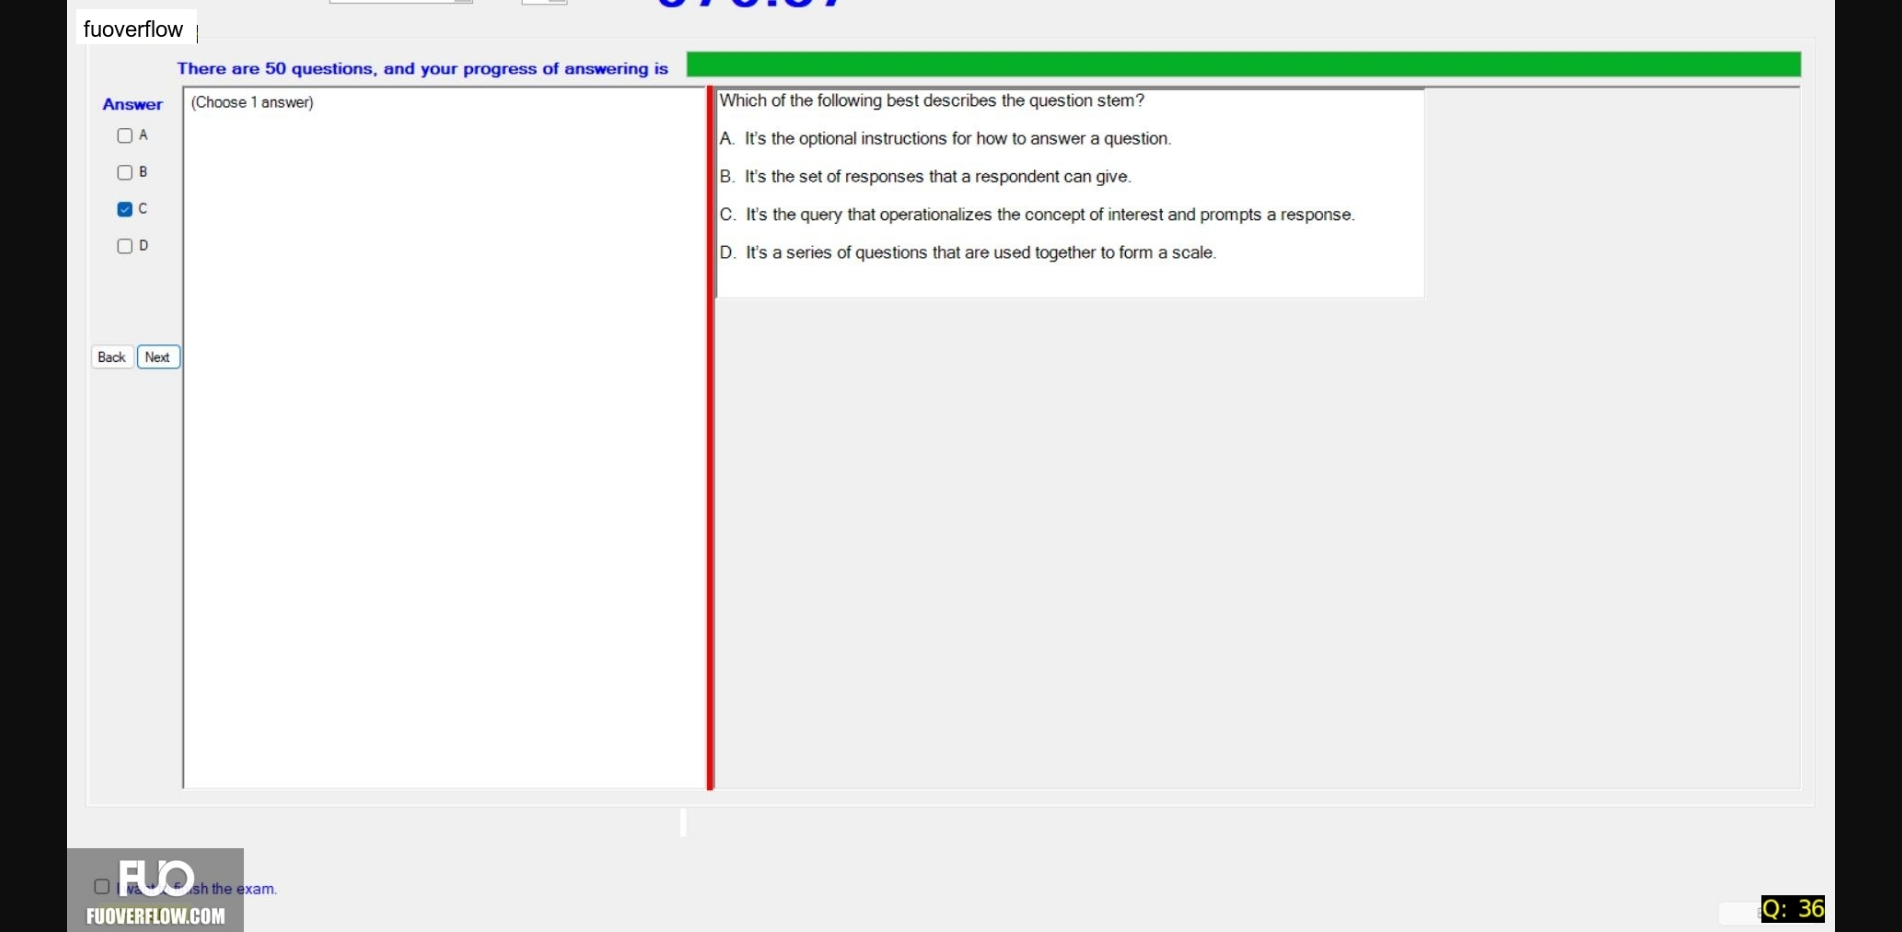 fuoverflow
There are 50 questions, and your progress of answering is
Answer
(Choose 1 answer)
A
B
C
D
Back Next
Which of the following best describes the question stem?
A. It's the optional instructions for how to answer a question.
B. It's the set of responses that a respondent can give.
C. It's the query that operationalizes the concept of interest and prompts a response.
D. It's a series of questions that are used together to form a scale.
FUO
the exam.
FUOVERFLOW.COM
Q: 36